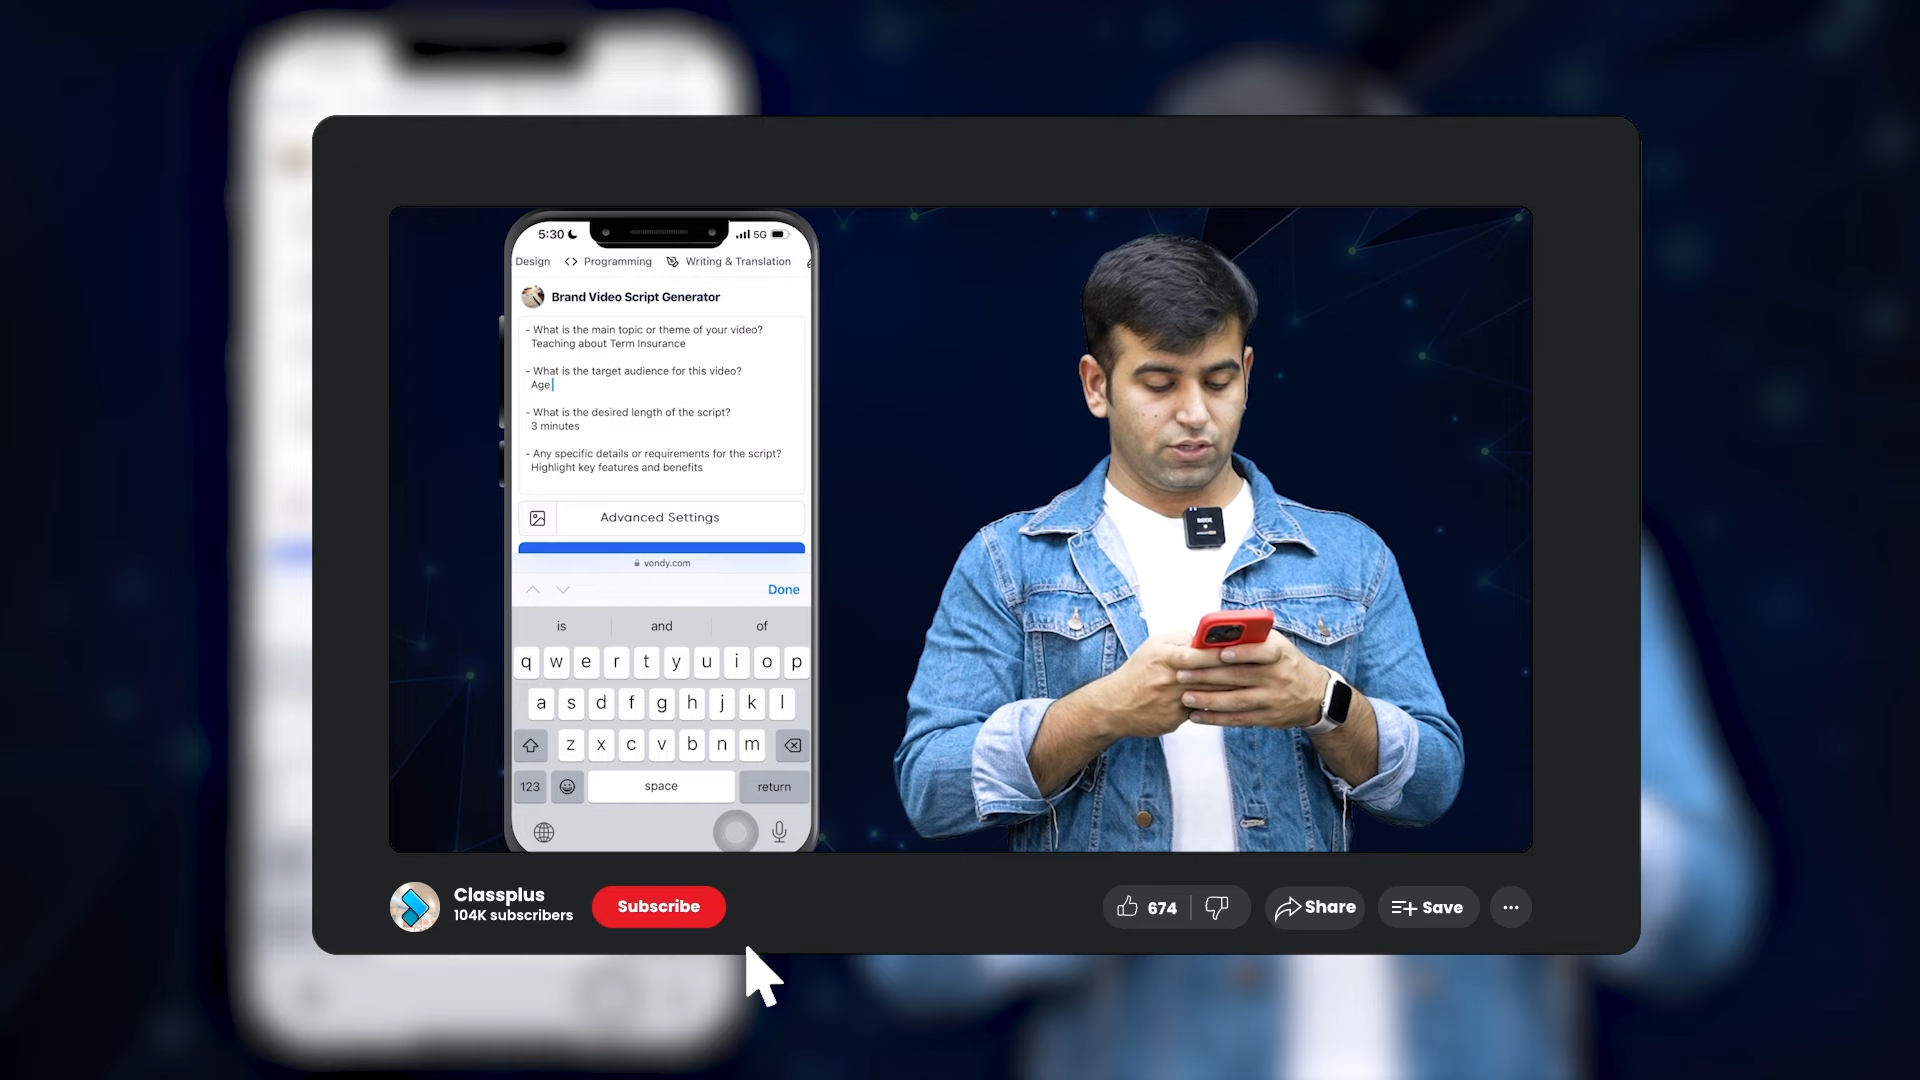 5:30
5G
Design
Programming
Writing & Translation
Brand Video Script Generator
- What is the main topic or theme of your video?
Teaching about Term Insurance
- What is the target audience for this video?
Age
- What is the desired length of the script?
3 minutes
- Any specific details or requirements for the script?
Highlight key features and benefits
Advanced Settings
vondy.com
Done
is and of
q w e r t y u i o p
a s d f g h j k l
z x c v b n m
123 space return
RODE
Classplus
104K subscribers
Subscribe
674
Share
Save